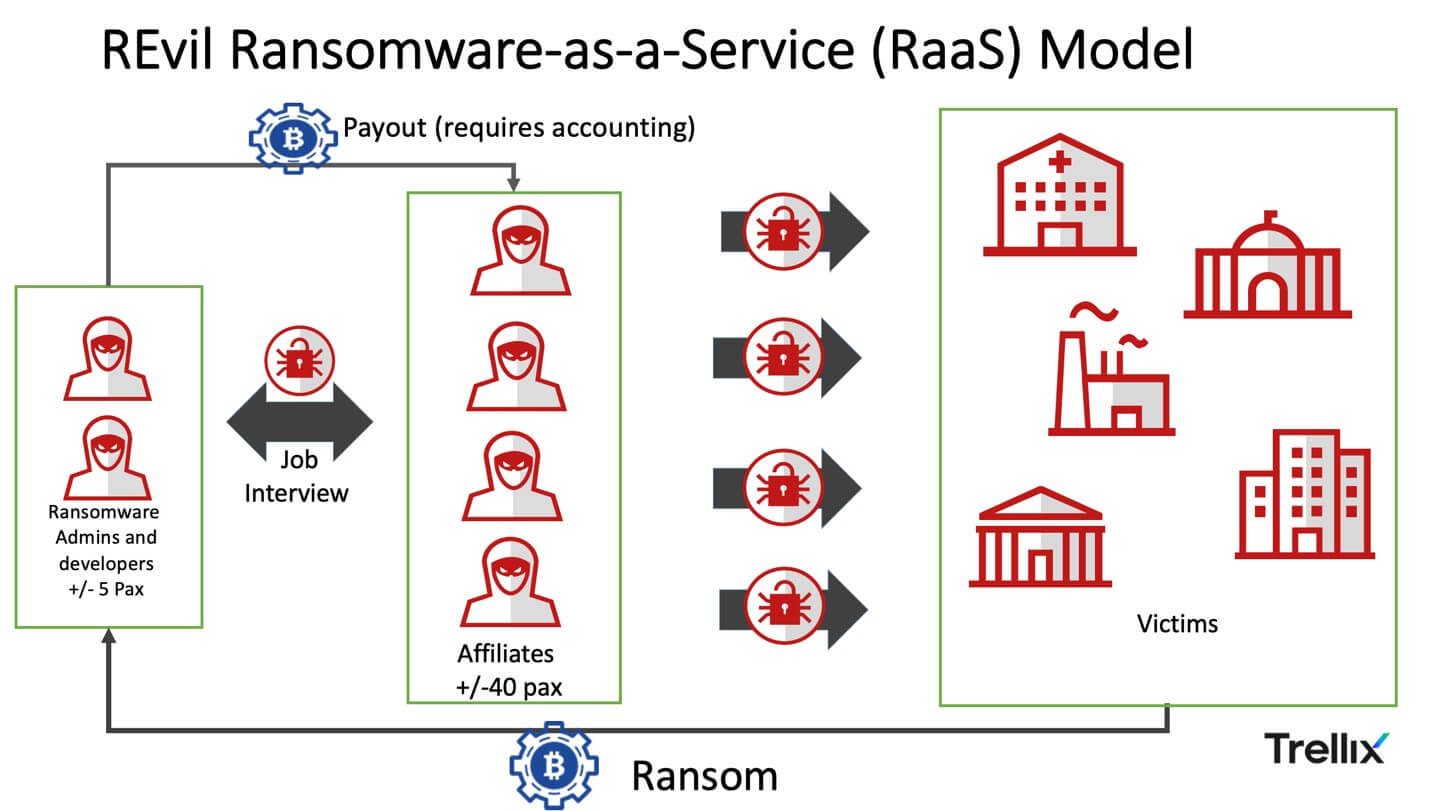 REvil Ransomware-as-a-Service (RaaS) Model
Payout (requires accounting)
Job
Interview
Ransomware
Admins and
developers
+/- 5 Pax
Affiliates
+/-40 pax
Victims
Ransom
Trellix